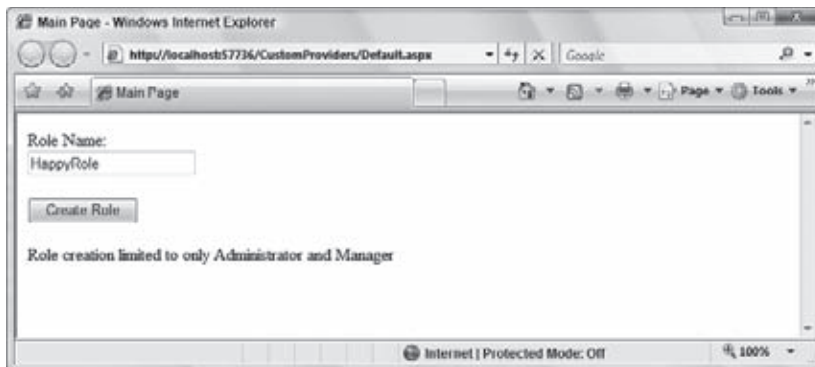 Main Page - Windows Internet Explorer
http://localhost:57736/CustomProviders/Default.aspx
Google
Main Page
Page
Tools
Role Name:
HappyRole
Create Role
Role creation limited to only Administrator and Manager
Internet | Protected Mode: Off
100%